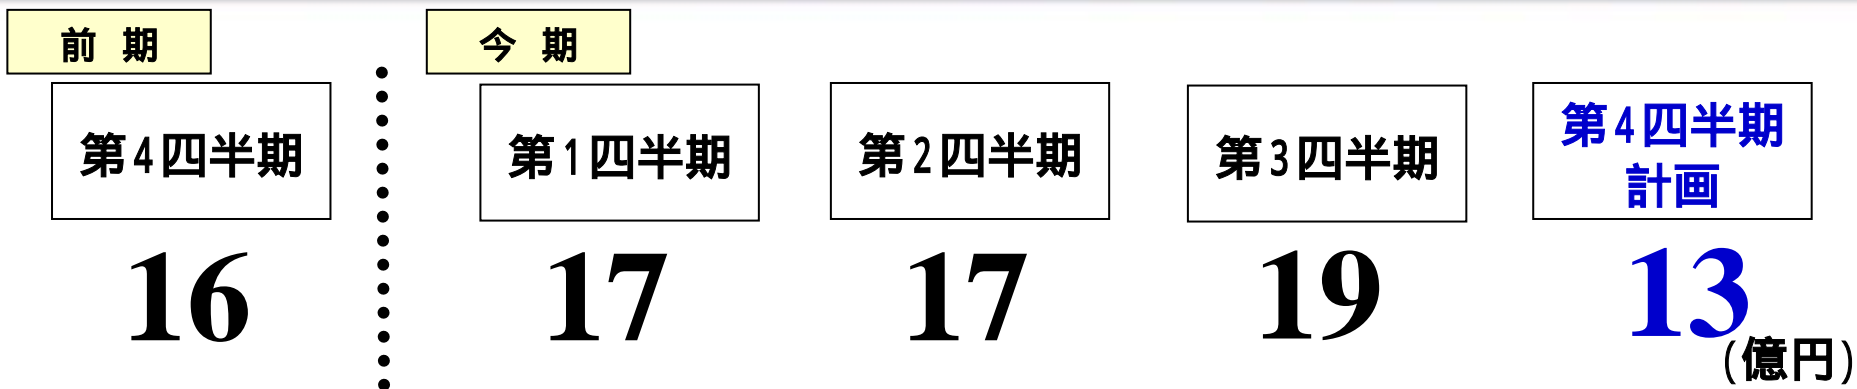 前 期
今 期
第4四半期
第1四半期
第2四半期
第3四半期
第4四半期
計画
16
17
17
19
13
(億円)